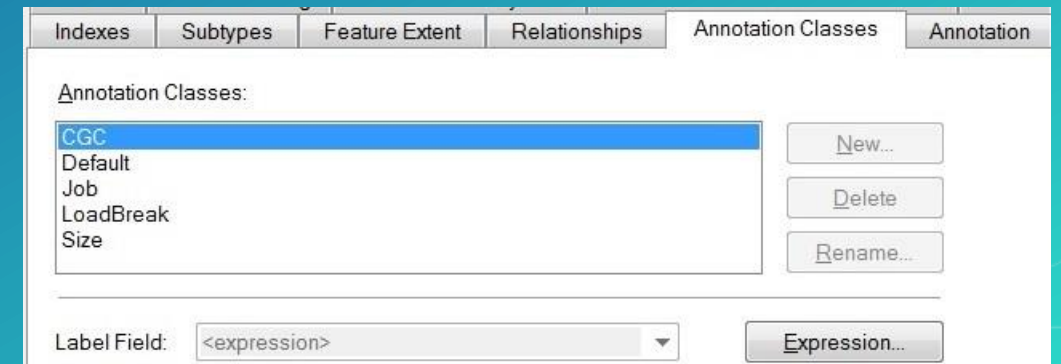 Indexes Subtypes Feature Extent Relationships Annotation Classes Annotation
Annotation Classes:
CGC
Default
Job
LoadBreak
Size
New...
Delete
Rename...
Label Field: <expression> Expression...